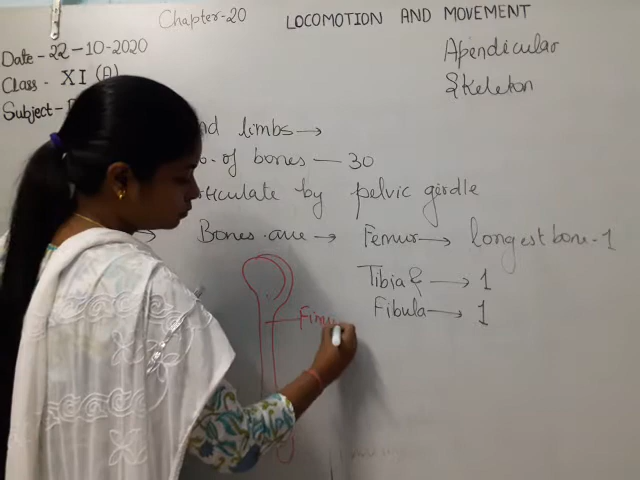 Chapter-20 LOCOMOTION AND MOVEMENT
Date - 22-10-2020
Class - XI (A)
Subject -
Apendicular
Skeleton
limbs →
of bones — 30
articulate by pelvic girdle
→ Bones are → Femur → longest bone - 1
Tibia & → 1
Fibula → 1